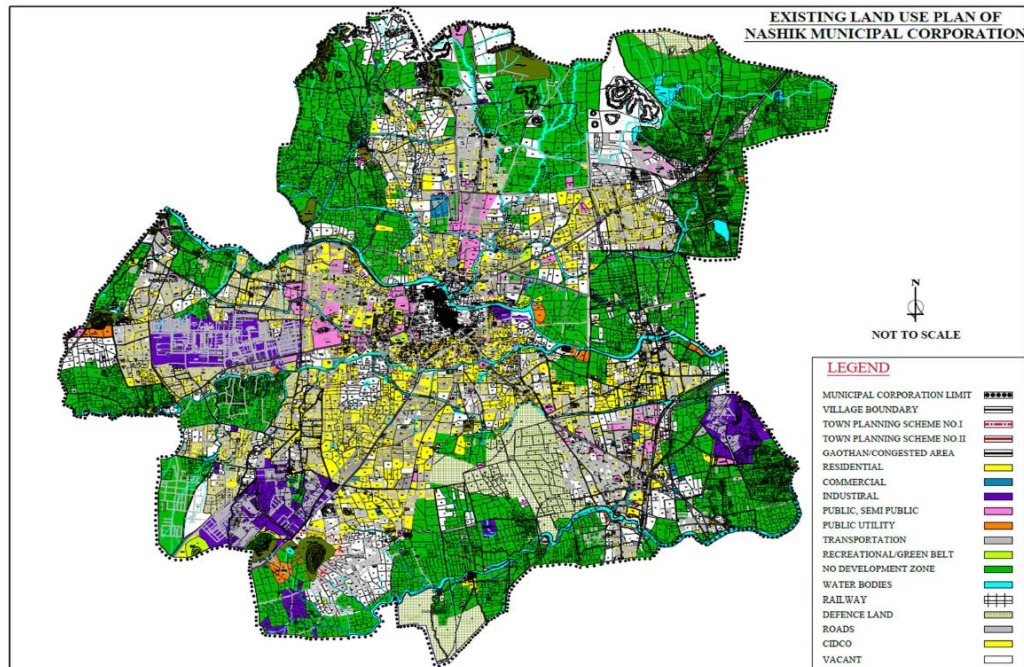 EXISTING LAND USE PLAN OF
NASHIK MUNICIPAL CORPORATION
N
NOT TO SCALE
LEGEND
MUNICIPAL CORPORATION LIMIT
VILLAGE BOUNDARY
TOWN PLANNING SCHEME NO.I
TOWN PLANNING SCHEME NO.II
GAOTHAN/CONGESTED AREA
RESIDENTIAL
COMMERCIAL
INDUSTIRAL
PUBLIC, SEMI PUBLIC
PUBLIC UTILITY
TRANSPORTATION
RECREATIONAL/GREEN BELT
NO DEVELOPMENT ZONE
WATER BODIES
RAILWAY
DEFENCE LAND
ROADS
CIDCO
VACANT